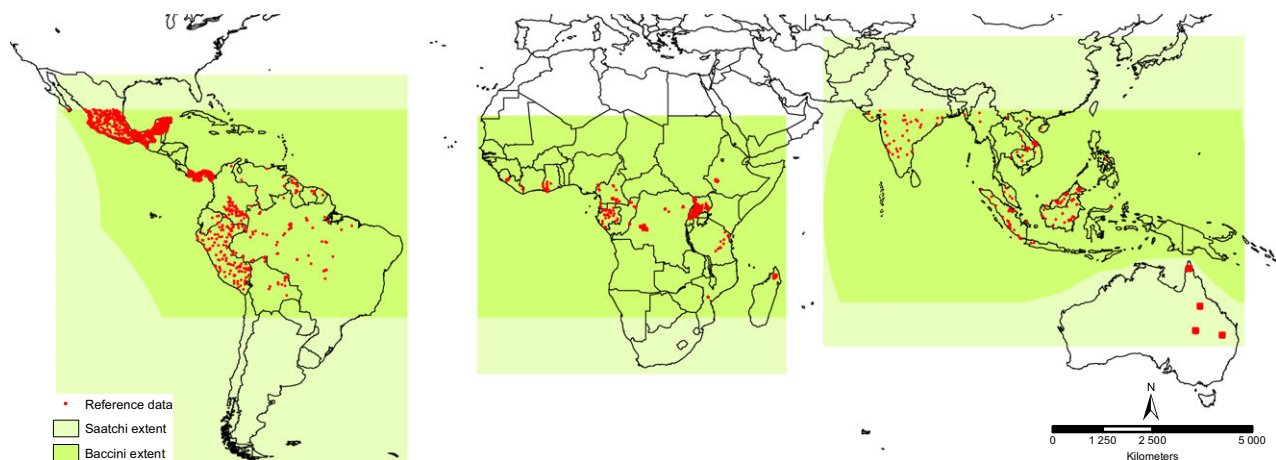 Reference data
Saatchi extent
Baccini extent
N
0 1 250 2 500 5 000
Kilometers